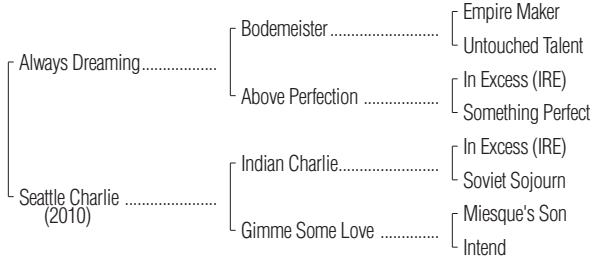 Empire Maker
Bodemeister
Untouched Talent
Always Dreaming
In Excess (IRE)
Above Perfection
Something Perfect
In Excess (IRE)
Indian Charlie
Soviet Sojourn
Seattle Charlie
(2010)
Miesque's Son
Gimme Some Love
Intend